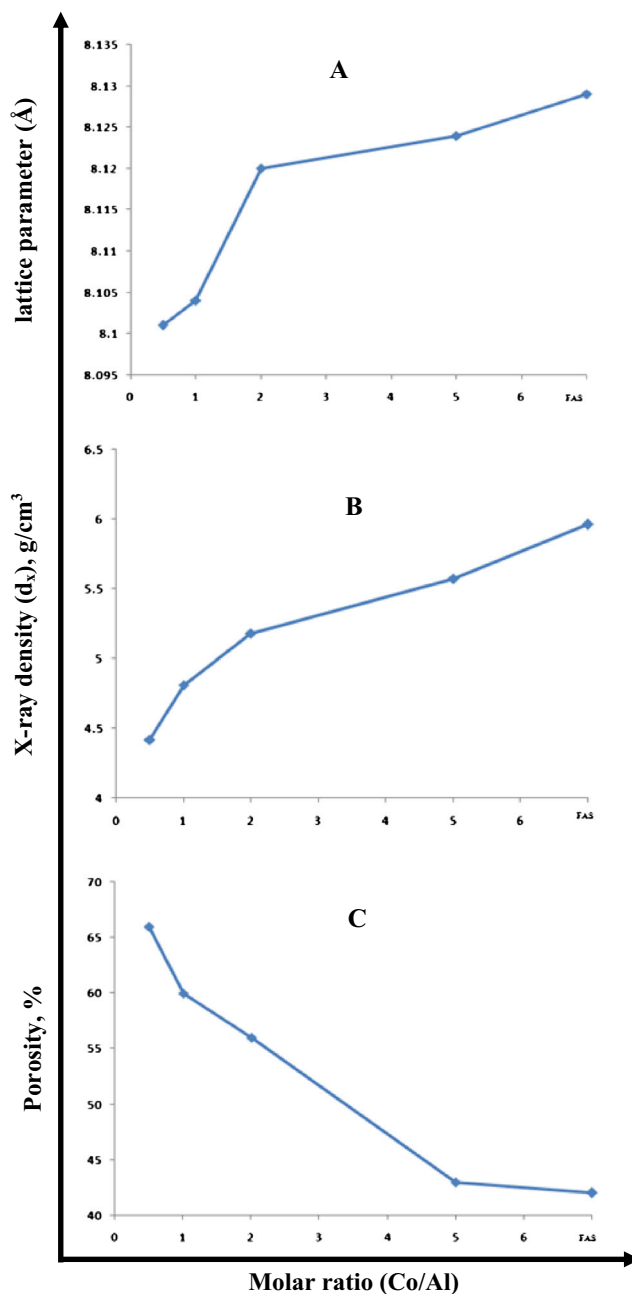 A
lattice parameter (Å)
8.135
8.13
8.125
8.12
8.115
8.11
8.105
8.1
8.095
0 1 2 3 4 5 6 FAS
B
X-ray density (dₓ), g/cm³
6.5
6
5.5
5
4.5
4
0 1 2 3 4 5 6 FAS
C
Porosity, %
70
65
60
55
50
45
40
0 1 2 3 4 5 6 FAS
Molar ratio (Co/Al)